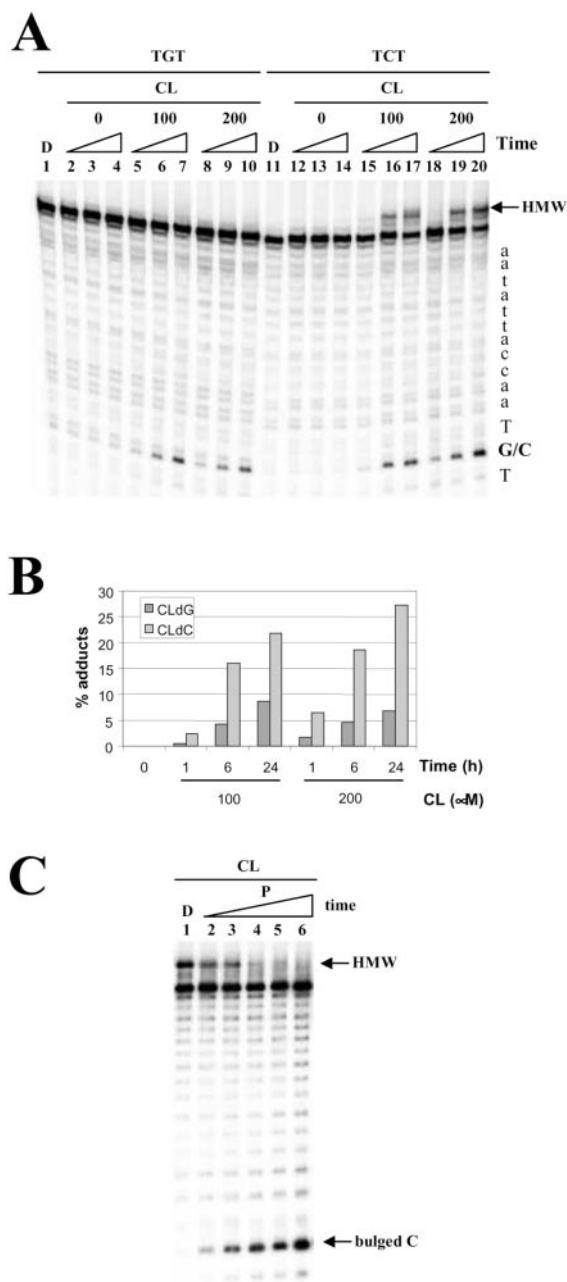 A
TGT TCT
CL CL
0 100 200 0 100 200
D D Time
1 2 3 4 5 6 7 8 9 10 11 12 13 14 15 16 17 18 19 20
HMW
a
a
t
a
t
t
a
c
c
a
a
T
G/C
T
B
30
25
20
15
10
5
0
% adducts
CLdG
CLdC
0 1 6 24 1 6 24 Time (h)
100 200 CL (∝M)
C
CL
P
D time
1 2 3 4 5 6
HMW
bulged C